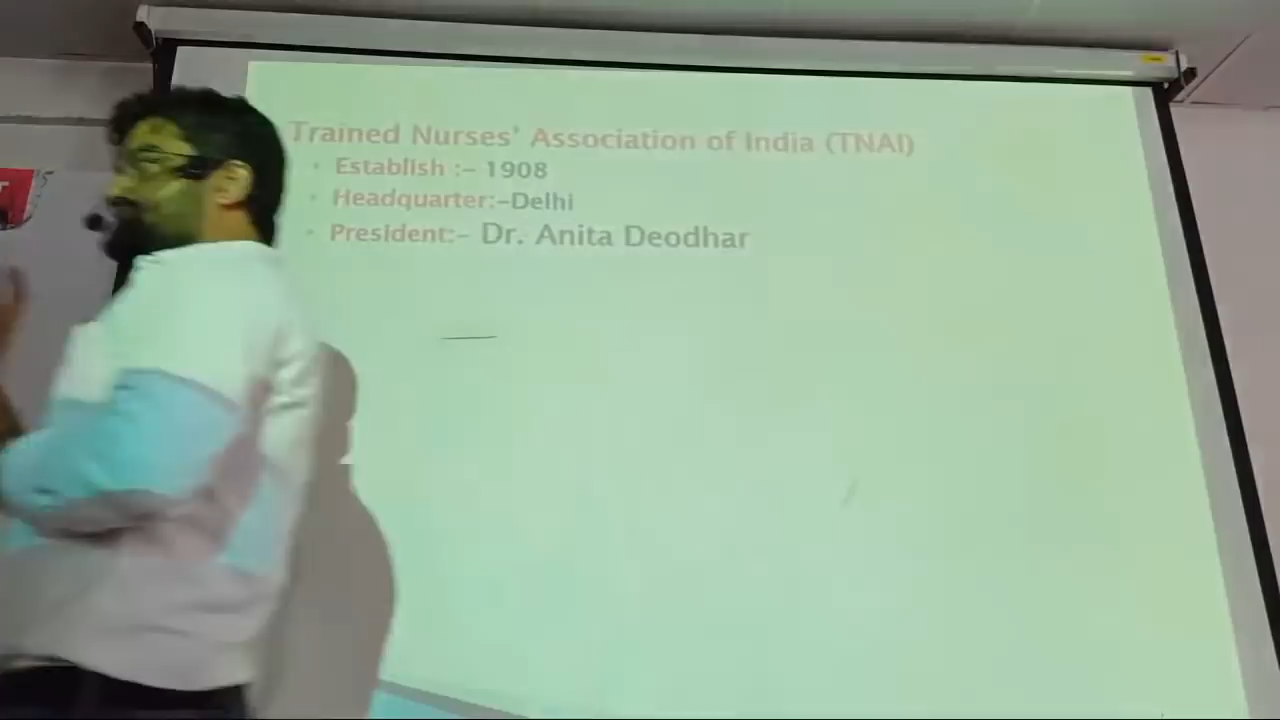 Trained Nurses' Association of India (TNAI)
• Establish :- 1908
• Headquarter:-Delhi
• President:- Dr. Anita Deodhar